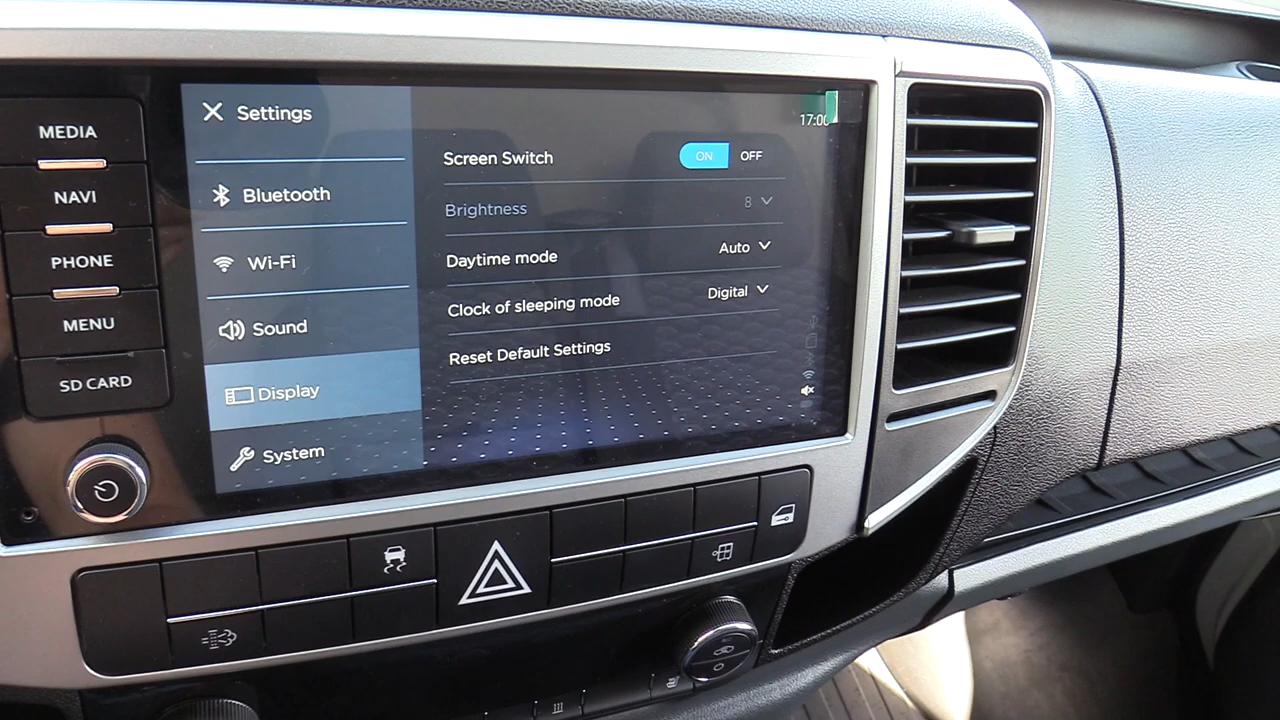 MEDIA
NAVI
PHONE
MENU
SD CARD
Settings
Bluetooth
Wi-Fi
Sound
Display
System
17:00
Screen Switch ON OFF
Brightness 8
Daytime mode Auto
Clock of sleeping mode Digital
Reset Default Settings